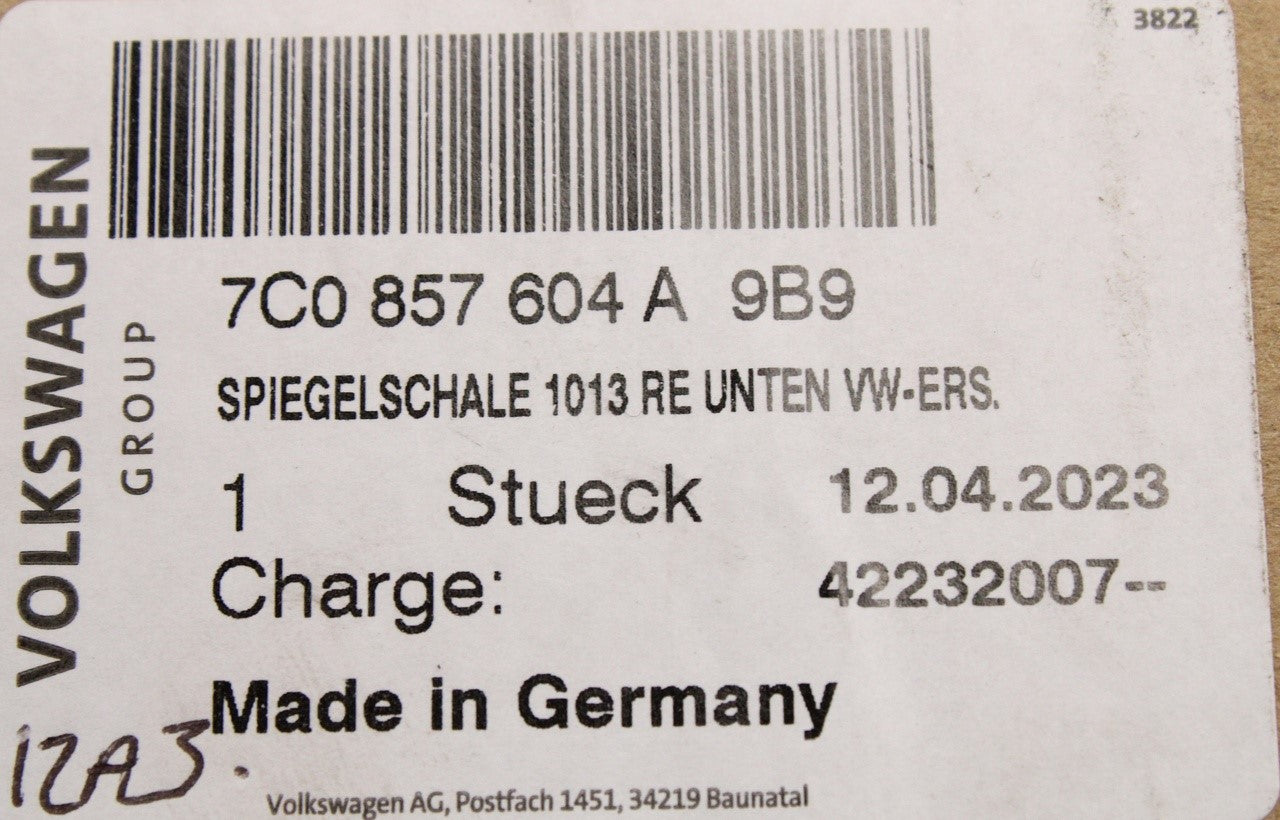 3822
VOLKSWAGEN
GROUP
7C0 857 604 A 9B9
SPIEGELSCHALE 1013 RE UNTEN VW-ERS.
1 Stueck 12.04.2023
Charge: 42232007--
Made in Germany
12A3.
Volkswagen AG, Postfach 1451, 34219 Baunatal